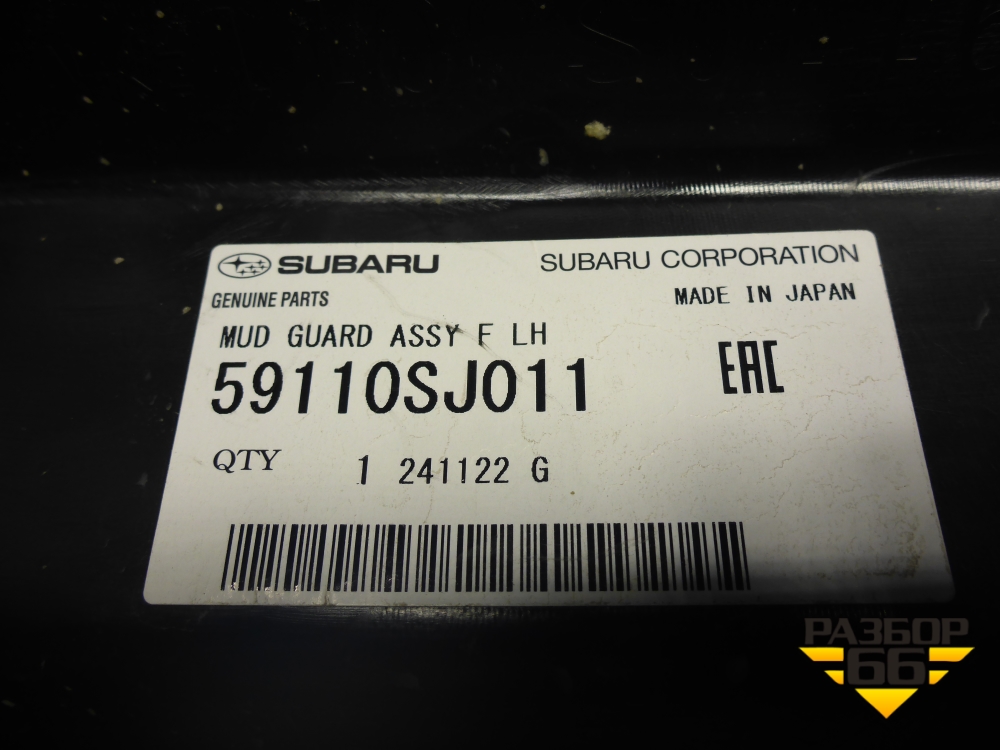 SUBARU SUBARU CORPORATION
GENUINE PARTS MADE IN JAPAN
MUD GUARD ASSY F LH
59110SJ011 EAC
QTY 1 241122 G
РАЗБОР
66